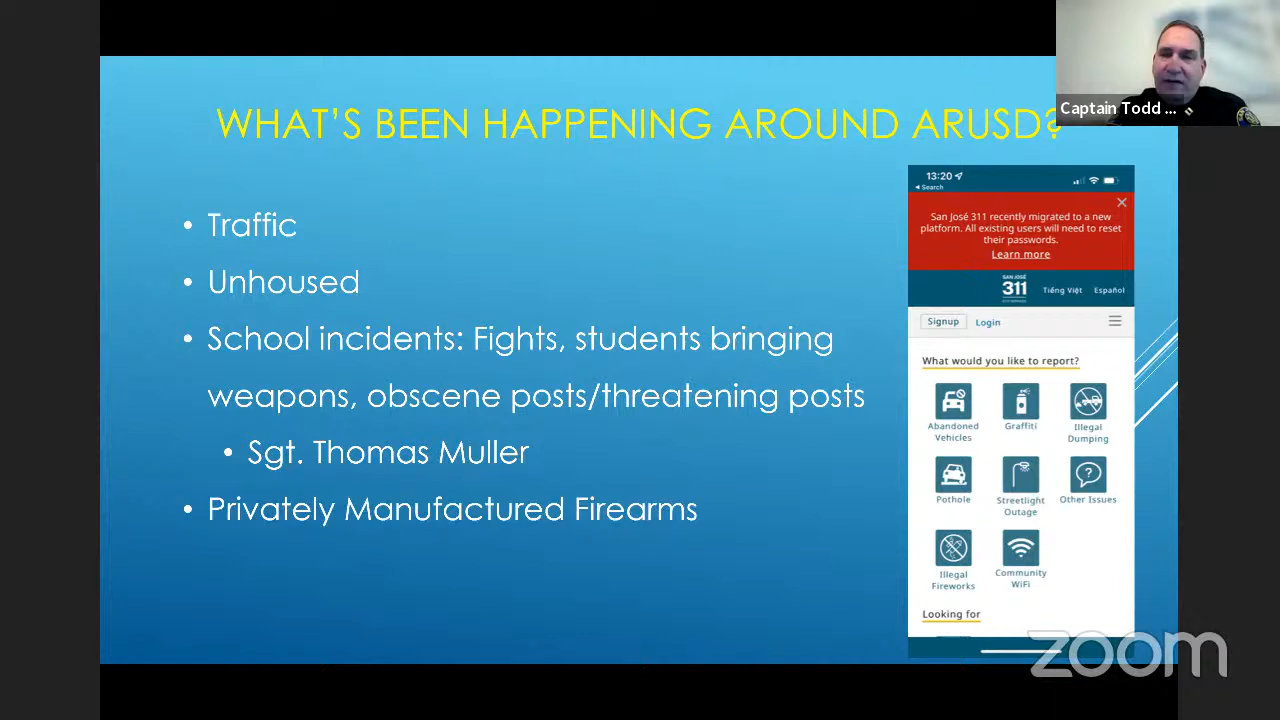 WHAT'S BEEN HAPPENING AROUND ARUSD?
Captain Todd ...
• Traffic
• Unhoused
• School incidents: Fights, students bringing
weapons, obscene posts/threatening posts
• Sgt. Thomas Muller
• Privately Manufactured Firearms
13:20
Search
San José 311 recently migrated to a new
platform. All existing users will need to reset
their passwords.
Learn more
SAN JOSÉ
311
Tiếng Việt Español
Signup Login
What would you like to report?
Abandoned
Vehicles
Graffiti
Illegal
Dumping
Pothole
Streetlight
Outage
Other Issues
Illegal
Fireworks
Community
WiFi
Looking for
zoom